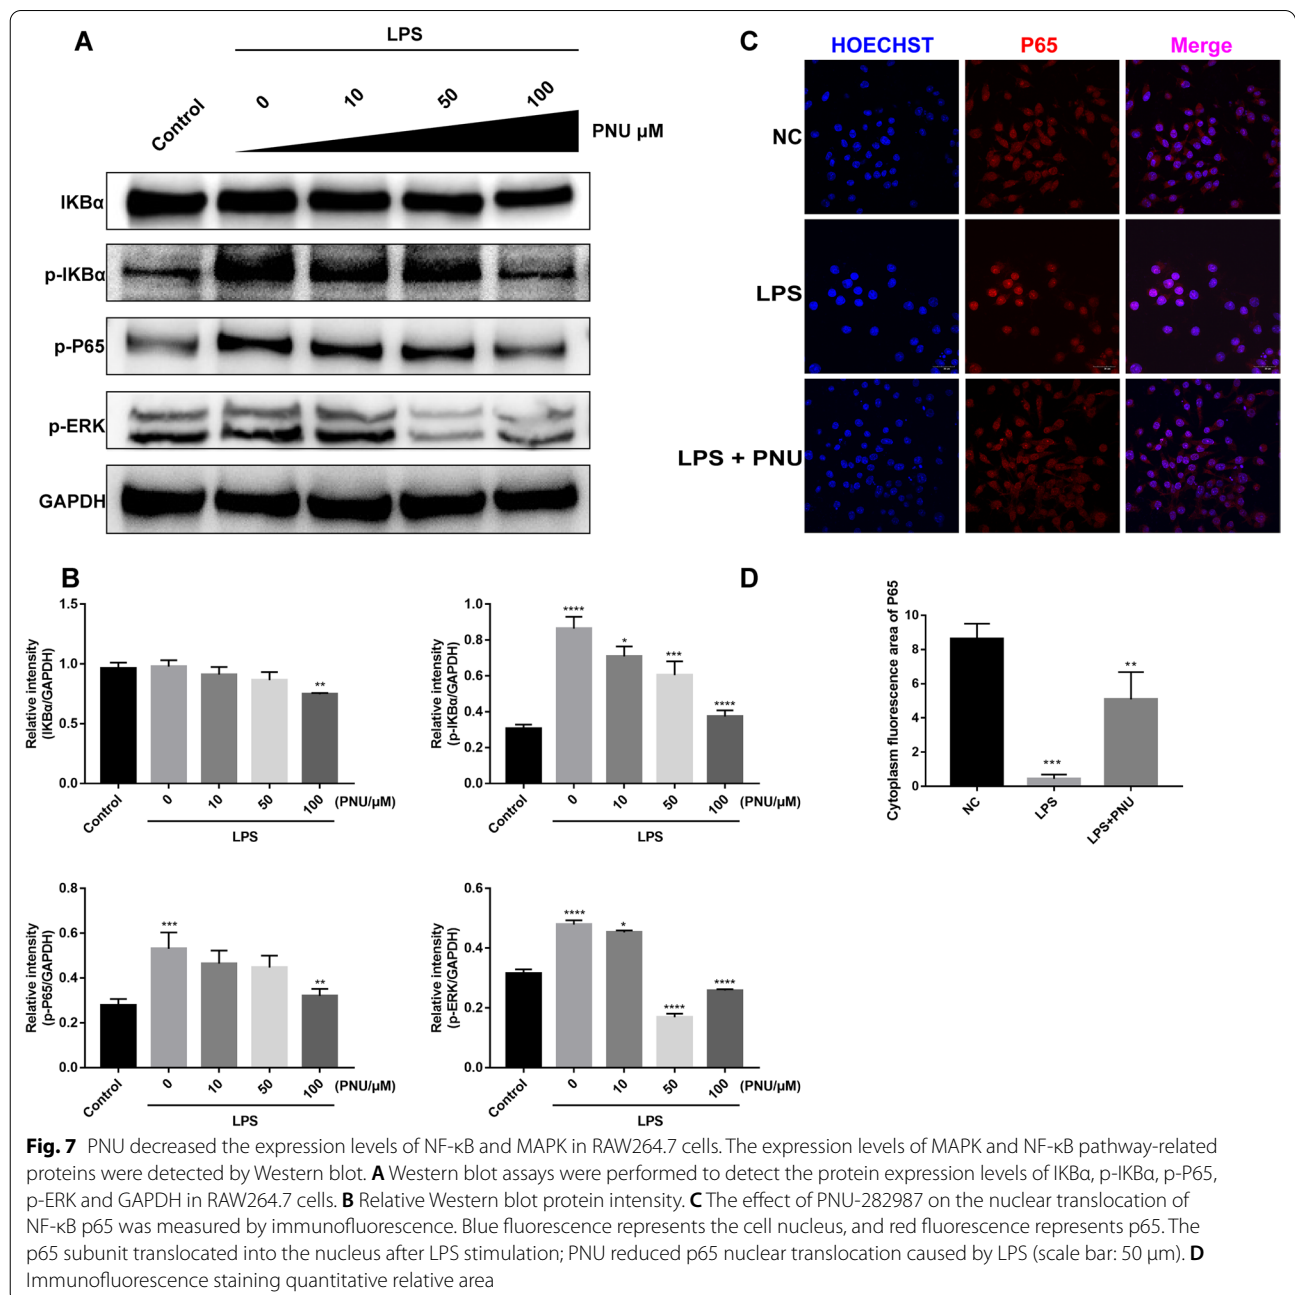 A
LPS
Control
0
10
50
100
PNU μM
IKBα
p-IKBα
p-P65
p-ERK
GAPDH
C
HOECHST
P65
Merge
NC
LPS
LPS + PNU
B
Relative intensity
(IKBα/GAPDH)
1.5
1.0
0.5
0.0
**
Control
0
10
50
100
(PNU/μM)
LPS
Relative intensity
(p-IKBα/GAPDH)
1.0
0.8
0.6
0.4
0.2
0.0
****
*
***
****
Control
0
10
50
100
(PNU/μM)
LPS
D
Cytoplasm fluorescence area of P65
10
8
6
4
2
0
***
**
NC
LPS
LPS+PNU
Relative intensity
(p-P65/GAPDH)
0.8
0.6
0.4
0.2
0.0
***
**
Control
0
10
50
100
(PNU/μM)
LPS
Relative intensity
(p-ERK/GAPDH)
0.6
0.4
0.2
0.0
****
*
****
****
Control
0
10
50
100
(PNU/μM)
LPS
Fig. 7 PNU decreased the expression levels of NF-κB and MAPK in RAW264.7 cells. The expression levels of MAPK and NF-κB pathway-related
proteins were detected by Western blot. A Western blot assays were performed to detect the protein expression levels of IKBα, p-IKBα, p-P65,
p-ERK and GAPDH in RAW264.7 cells. B Relative Western blot protein intensity. C The effect of PNU-282987 on the nuclear translocation of
NF-κB p65 was measured by immunofluorescence. Blue fluorescence represents the cell nucleus, and red fluorescence represents p65. The
p65 subunit translocated into the nucleus after LPS stimulation; PNU reduced p65 nuclear translocation caused by LPS (scale bar: 50 μm). D
Immunofluorescence staining quantitative relative area